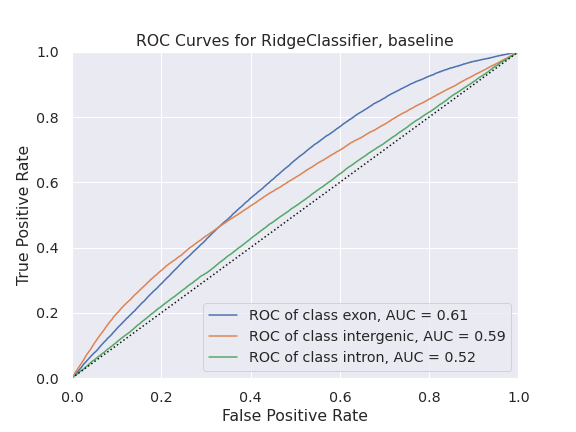 ROC Curves for RidgeClassifier, baseline
1.0
0.8
0.6
0.4
0.2
0.0
True Positive Rate
ROC of class exon, AUC = 0.61
ROC of class intergenic, AUC = 0.59
ROC of class intron, AUC = 0.52
0.0 0.2 0.4 0.6 0.8 1.0
False Positive Rate